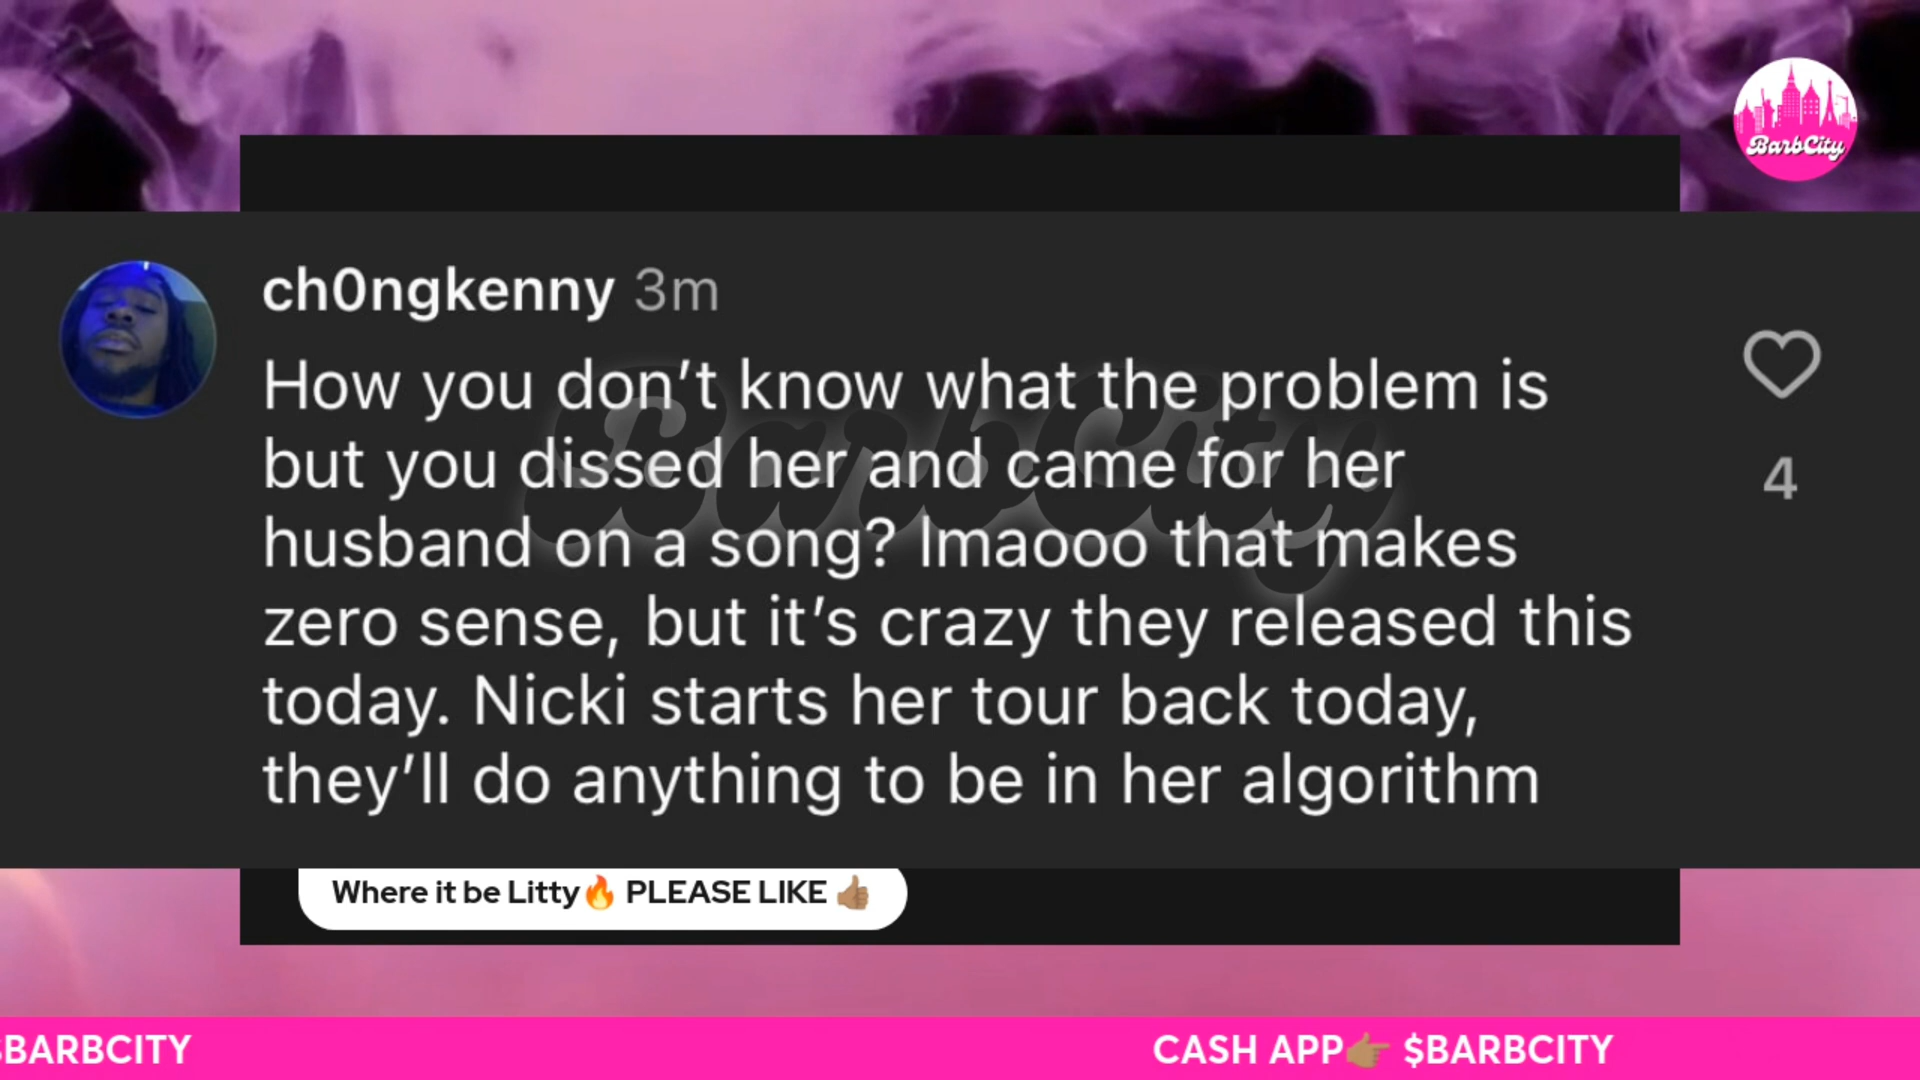 BarbCity
ch0ngkenny 3m
How you don’t know what the problem is
but you dissed her and came for her
husband on a song? lmaooo that makes
zero sense, but it’s crazy they released this
today. Nicki starts her tour back today,
they’ll do anything to be in her algorithm
4
BarbCity
Where it be Litty🔥 PLEASE LIKE 👍🏽
$BARBCITY
CASH APP👉🏽 $BARBCITY